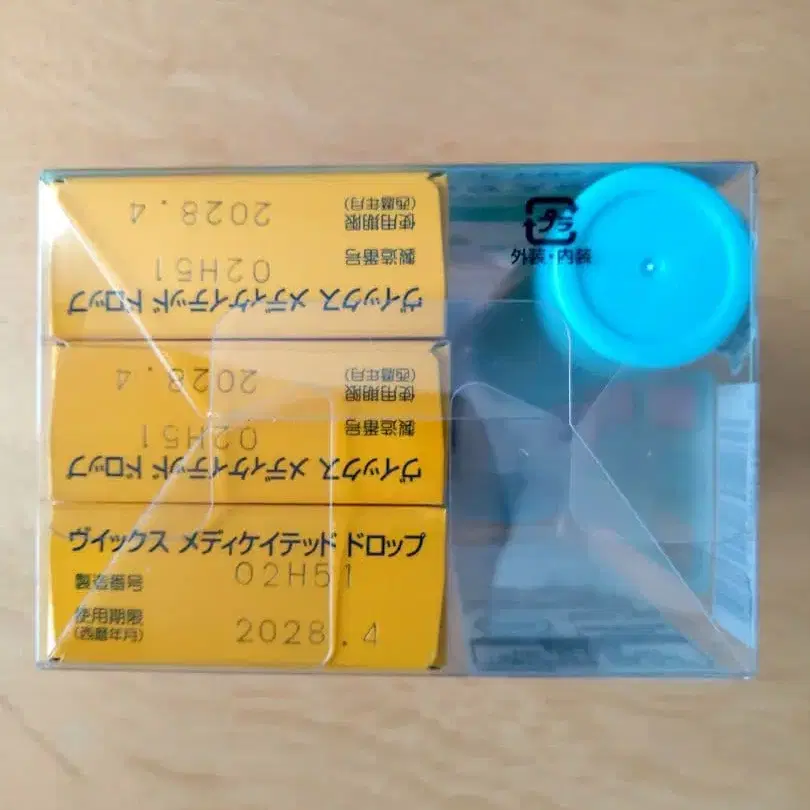 ヴイックス メディケイテッド ドロップ
製造番号 02H51
使用期限
(西暦年月) 2028.4
ヴイックス メディケイテッド ドロップ
製造番号 02H51
使用期限
(西暦年月) 2028.4
ヴイックス メディケイテッド ドロップ
製造番号 02H51
使用期限
(西暦年月) 2028.4
プラ
外装・内装